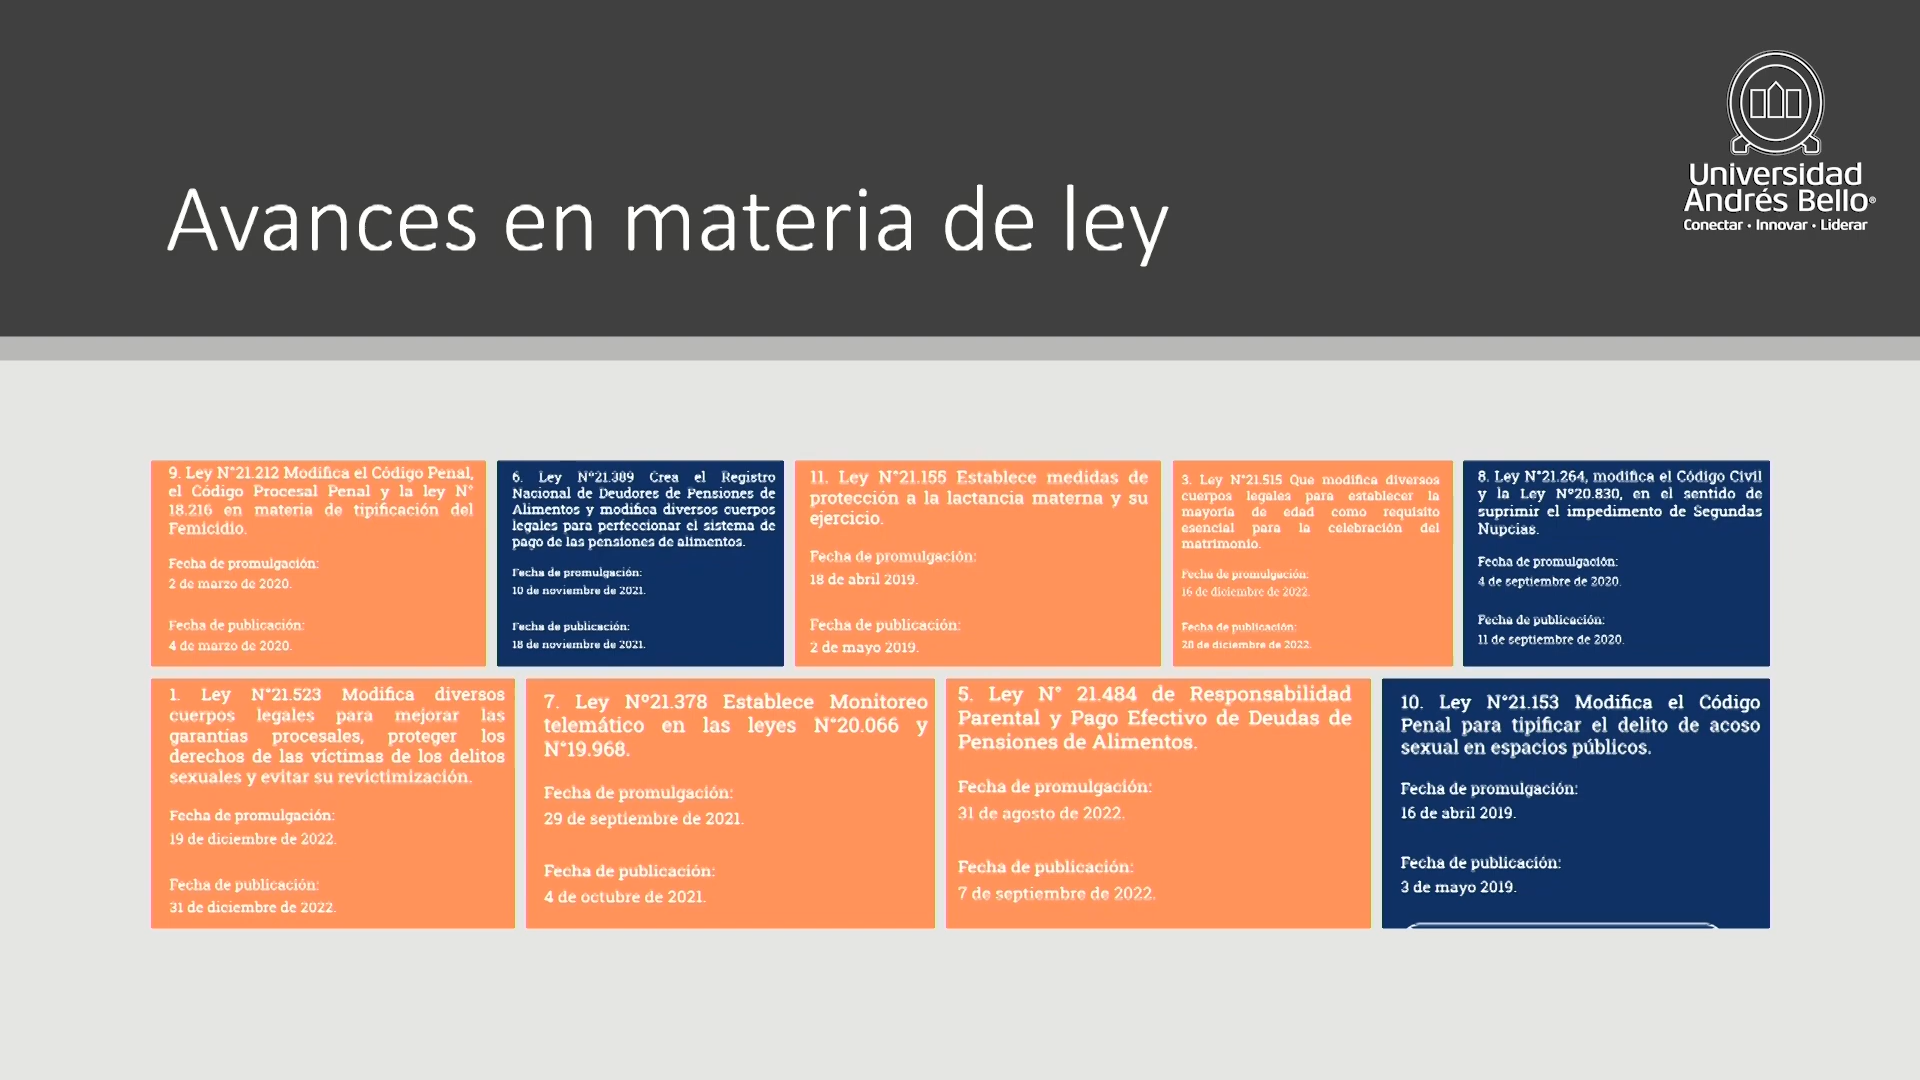 Universidad
Andrés Bello®
Conectar • Innovar • Liderar
Avances en materia de ley
9. Ley N°21.212 Modifica el Código Penal,
el Código Procesal Penal y la ley N°
18.216 en materia de tipificación del
Femicidio.
Fecha de promulgación:
2 de marzo de 2020.
Fecha de publicación:
4 de marzo de 2020.
6. Ley N°21.389 Crea el Registro
Nacional de Deudores de Pensiones de
Alimentos y modifica diversos cuerpos
legales para perfeccionar el sistema de
pago de las pensiones de alimentos.
Fecha de promulgación:
10 de noviembre de 2021.
Fecha de publicación:
18 de noviembre de 2021.
11. Ley N°21.155 Establece medidas de
protección a la lactancia materna y su
ejercicio.
Fecha de promulgación:
18 de abril 2019.
Fecha de publicación:
2 de mayo 2019.
3. Ley N°21.515 Que modifica diversos
cuerpos legales para establecer la
mayoría de edad como requisito
esencial para la celebración del
matrimonio.
Fecha de promulgación:
16 de diciembre de 2022.
Fecha de publicación:
28 de diciembre de 2022.
8. Ley N°21.264, modifica el Código Civil
y la Ley N°20.830, en el sentido de
suprimir el impedimento de Segundas
Nupcias.
Fecha de promulgación:
4 de septiembre de 2020.
Fecha de publicación:
11 de septiembre de 2020.
1. Ley N°21.523 Modifica diversos
cuerpos legales para mejorar las
garantías procesales, proteger los
derechos de las víctimas de los delitos
sexuales y evitar su revictimización.
Fecha de promulgación:
19 de diciembre de 2022.
Fecha de publicación:
31 de diciembre de 2022.
7. Ley Nº21.378 Establece Monitoreo
telemático en las leyes N°20.066 y
N°19.968.
Fecha de promulgación:
29 de septiembre de 2021.
Fecha de publicación:
4 de octubre de 2021.
5. Ley N° 21.484 de Responsabilidad
Parental y Pago Efectivo de Deudas de
Pensiones de Alimentos.
Fecha de promulgación:
31 de agosto de 2022.
Fecha de publicación:
7 de septiembre de 2022.
10. Ley N°21.153 Modifica el Código
Penal para tipificar el delito de acoso
sexual en espacios públicos.
Fecha de promulgación:
16 de abril 2019.
Fecha de publicación:
3 de mayo 2019.